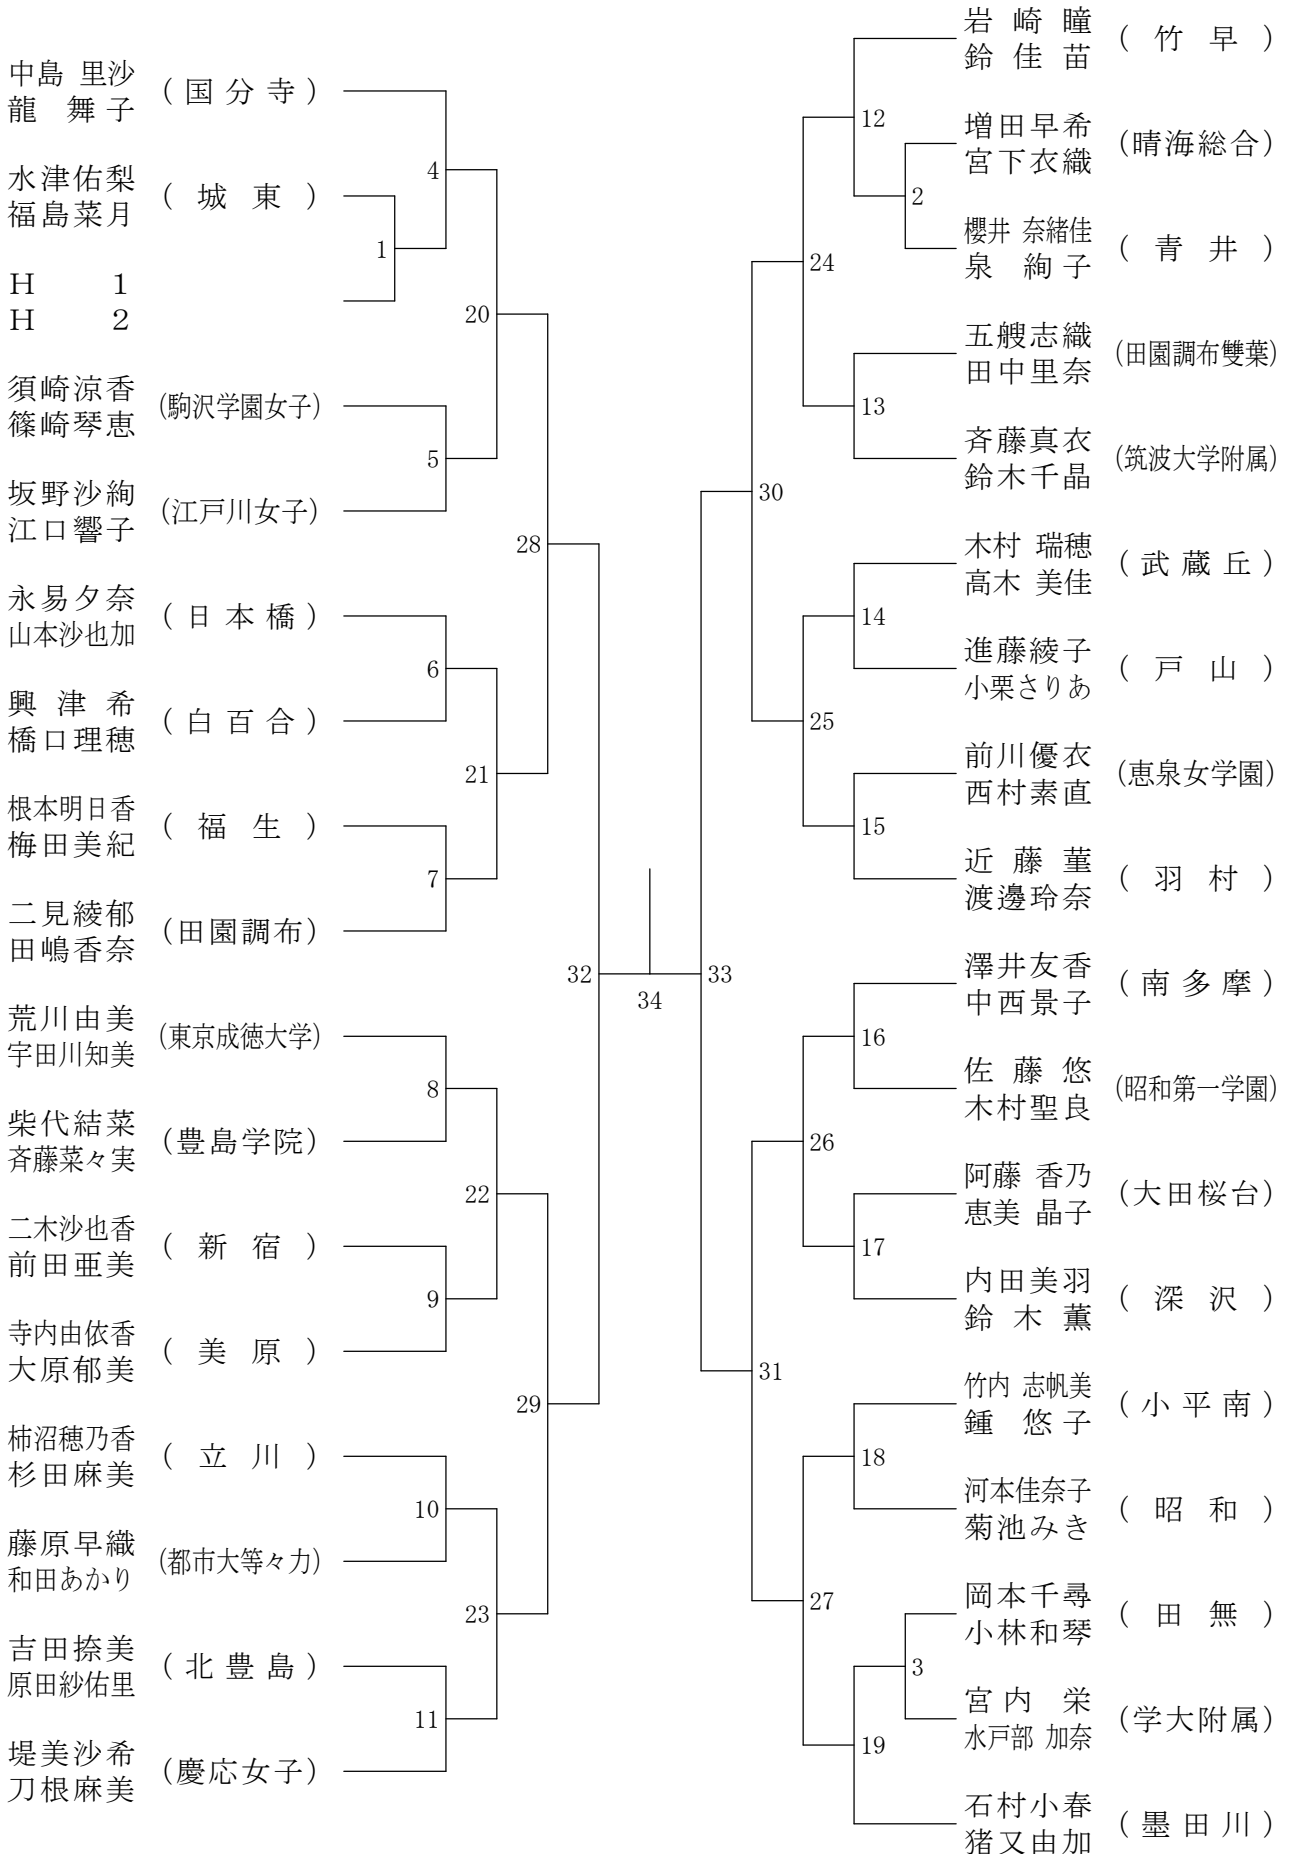 中島 里沙
龍 舞子
(国分寺)
水津佑梨
福島菜月
(城東)
H 1
H 2
須崎涼香
篠崎琴恵
(駒沢学園女子)
坂野沙絢
江口響子
(江戸川女子)
永易夕奈
山本沙也加
(日本橋)
興津希
橋口理穂
(白百合)
根本明日香
梅田美紀
(福生)
二見綾郁
田嶋香奈
(田園調布)
荒川由美
宇田川知美
(東京成徳大学)
柴代結菜
斉藤菜々実
(豊島学院)
二木沙也香
前田亜美
(新宿)
寺内由依香
大原郁美
(美原)
柿沼穂乃香
杉田麻美
(立川)
藤原早織
和田あかり
(都市大等々力)
吉田捺美
原田紗佑里
(北豊島)
堤美沙希
刀根麻美
(慶応女子)
1
4
5
6
7
8
9
10
11
20
21
22
23
28
29
32
34
33
30
31
24
25
26
27
12
2
13
14
15
16
17
18
3
19
岩崎瞳
鈴佳苗
(竹早)
増田早希
宮下衣織
(晴海総合)
櫻井 奈緒佳
泉 絢子
(青井)
五艘志織
田中里奈
(田園調布雙葉)
斉藤真衣
鈴木千晶
(筑波大学附属)
木村 瑞穂
高木 美佳
(武蔵丘)
進藤綾子
小栗さりあ
(戸山)
前川優衣
西村素直
(恵泉女学園)
近藤菫
渡邊玲奈
(羽村)
澤井友香
中西景子
(南多摩)
佐藤悠
木村聖良
(昭和第一学園)
阿藤 香乃
恵美 晶子
(大田桜台)
内田美羽
鈴木薫
(深沢)
竹内 志帆美
鍾 悠子
(小平南)
河本佳奈子
菊池みき
(昭和)
岡本千尋
小林和琴
(田無)
宮内 栄
水戸部 加奈
(学大附属)
石村小春
猪又由加
(墨田川)